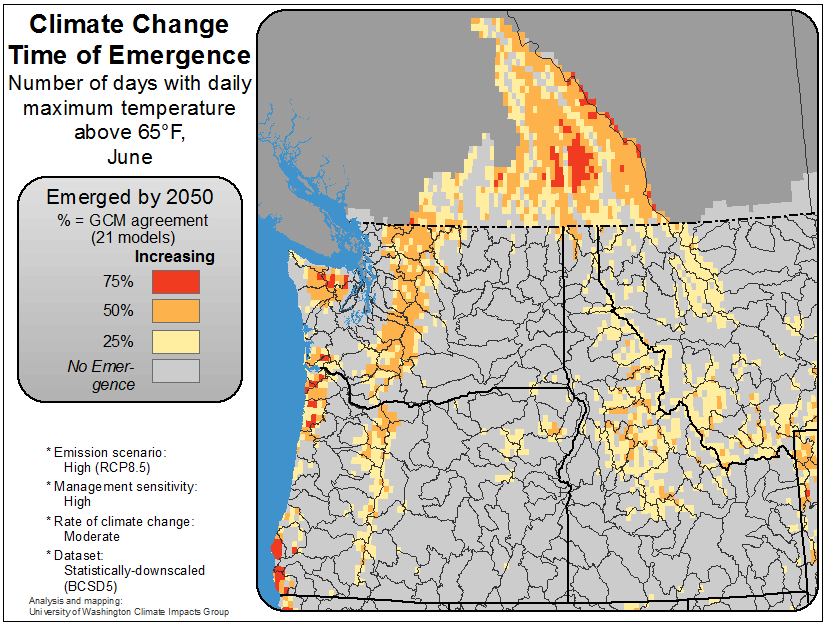 Climate Change
Time of Emergence
Number of days with daily
maximum temperature
above 65°F,
June
Emerged by 2050
% = GCM agreement
(21 models)
Increasing
75%
50%
25%
No Emer-
gence
* Emission scenario:
High (RCP8.5)
* Management sensitivity:
High
* Rate of climate change:
Moderate
* Dataset:
Statistically-downscaled
(BCSD5)
Analysis and mapping:
University of Washington Climate Impacts Group